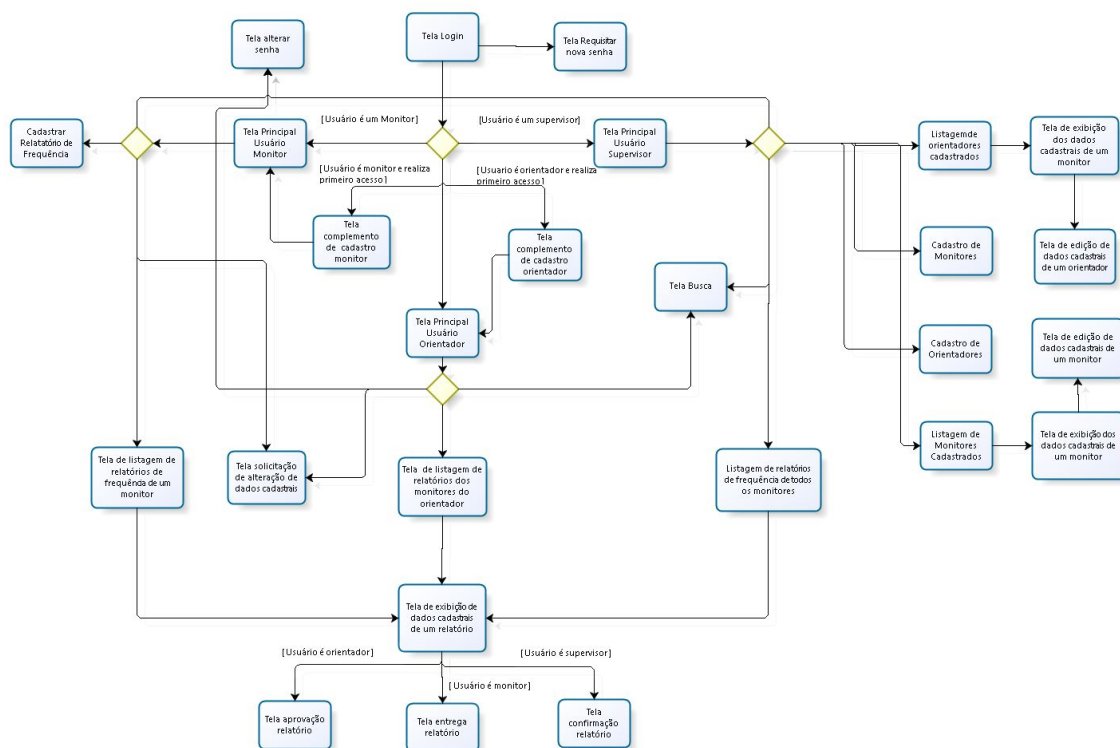 Tela alterar
senha
Tela Login
Tela Requisitar
nova senha
[Usuário é um Monitor]
[Usuário é um supervisor]
Cadastrar
Relatatório de
Frequência
Tela Principal
Usuário
Monitor
Tela Principal
Usuário
Supervisor
Listagemde
orientadores
cadastrados
Tela de exibição
dos dados
cadastrais de um
monitor
[Usuário é monitor e realiza
primeiro acesso]
[Usuario é orientador e realiza
primeiro acesso]
Tela
complemento
de cadastro
monitor
Tela
complemento
de cadastro
orientador
Cadastro de
Monitores
Tela de edição de
dados cadastrais
de um orientador
Tela Busca
Tela Principal
Usuário
Orientador
Cadastro de
Orientadores
Tela de edição de
dados cadastrais de
um monitor
Tela de listagem de
relatórios de
frequência de um
monitor
Tela solicitação
de alteração de
dados cadastrais
Tela de listagem de
relatórios dos
monitores do
orientador
Listagem de relatórios
de frequência de todos
os monitores
Listagem de
Monitores
Cadastrados
Tela de exibição dos
dados cadastrais de
um monitor
Tela de exibição de
dados cadastrais
de um relatório
[Usuário é orientador]
[Usuário é supervisor]
[Usuário é monitor]
Tela aprovação
relatório
Tela entrega
relatório
Tela
confirmação
relatório